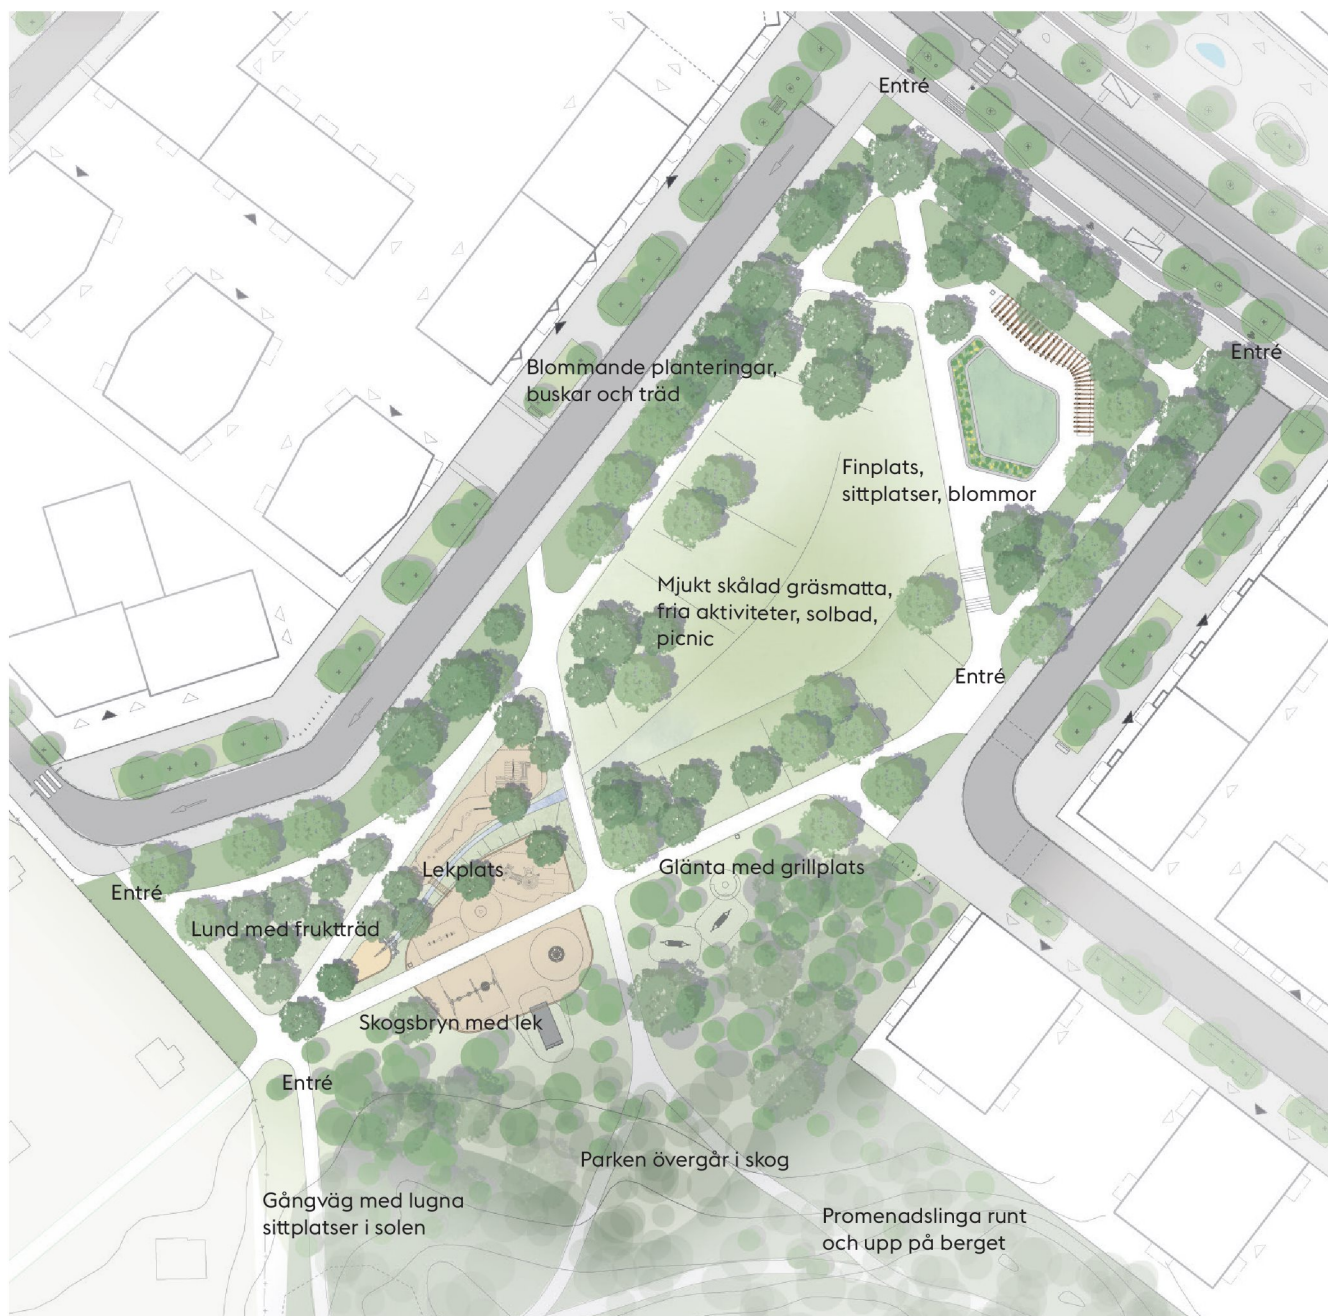 Entré
Entré
Blommande planteringar,
buskar och träd
Finplats,
sittplatser, blommor
Mjukt skålad gräsmatta,
fria aktiviteter, solbad,
picnic
Entré
Lekplats
Glänta med grillplats
Entré
Lund med fruktträd
Skogsbryn med lek
Entré
Parken övergår i skog
Gångväg med lugna
sittplatser i solen
Promenadslinga runt
och upp på berget